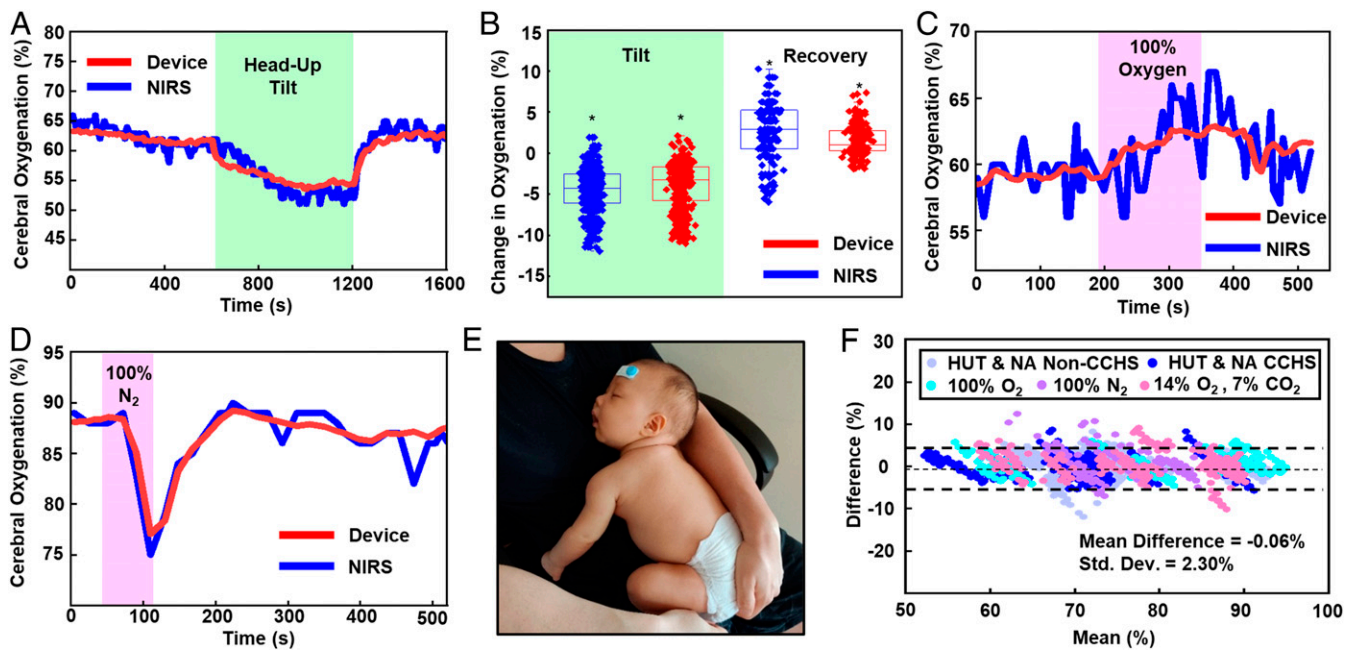 A
Cerebral Oxygenation (%)
80
75
70
65
60
55
50
45
Device
NIRS
Head-Up
Tilt
0
400
800
1200
1600
Time (s)
B
Change in Oxygenation (%)
15
10
5
0
-5
-10
-15
Tilt
Recovery
*
*
*
*
Device
NIRS
C
Cerebral Oxygenation (%)
70
65
60
55
100%
Oxygen
Device
NIRS
0
100
200
300
400
500
Time (s)
D
Cerebral Oxygenation (%)
95
90
85
80
75
100%
N2
Device
NIRS
0
100
200
300
400
500
Time (s)
E
F
Difference (%)
30
20
10
0
-10
-20
HUT & NA Non-CCHS
HUT & NA CCHS
100% O2
100% N2
14% O2 , 7% CO2
Mean Difference = -0.06%
Std. Dev. = 2.30%
50
60
70
80
90
100
Mean (%)